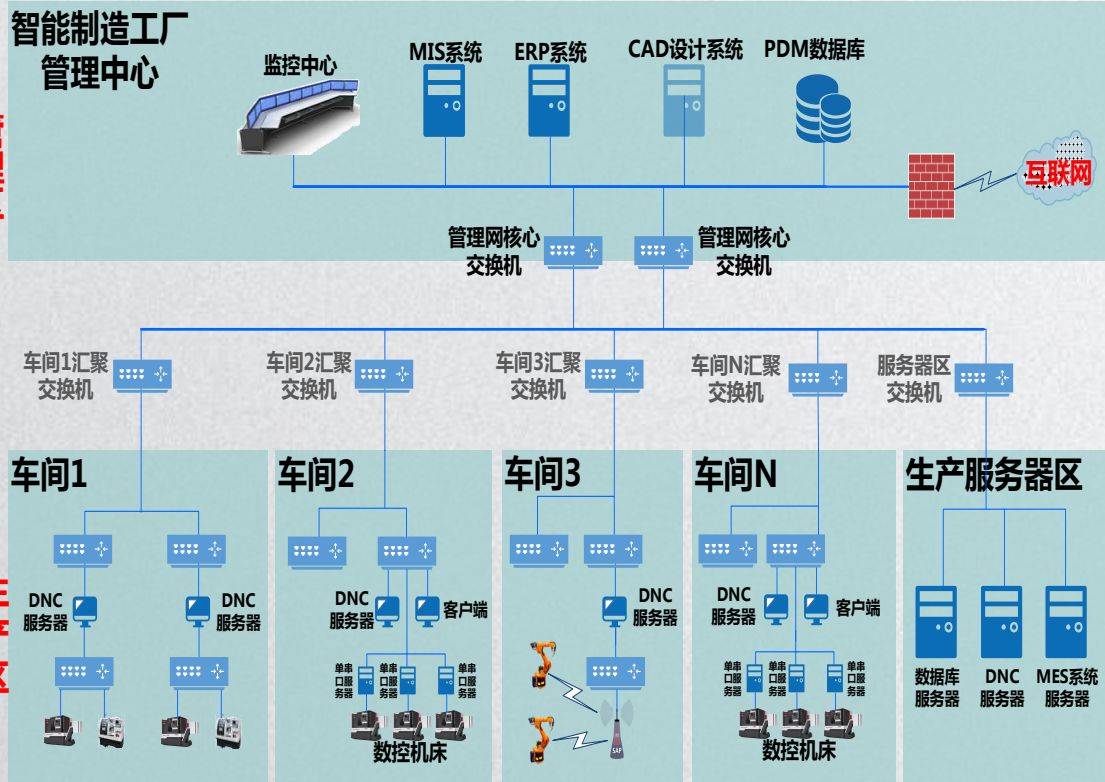 智能制造工厂
管理中心
监控中心
MIS系统
ERP系统
CAD设计系统
PDM数据库
互联网
管理网核心
交换机
管理网核心
交换机
车间1汇聚
交换机
车间2汇聚
交换机
车间3汇聚
交换机
车间N汇聚
交换机
服务器区
交换机
车间1
车间2
车间3
车间N
生产服务器区
DNC
服务器
DNC
服务器
DNC
服务器
客户端
DNC
服务器
DNC
服务器
客户端
单串
口服
务器
单串
口服
务器
单串
口服
务器
单串
口服
务器
单串
口服
务器
单串
口服
务器
数控机床
SAP
数控机床
数据库
服务器
DNC
服务器
MES系统
服务器